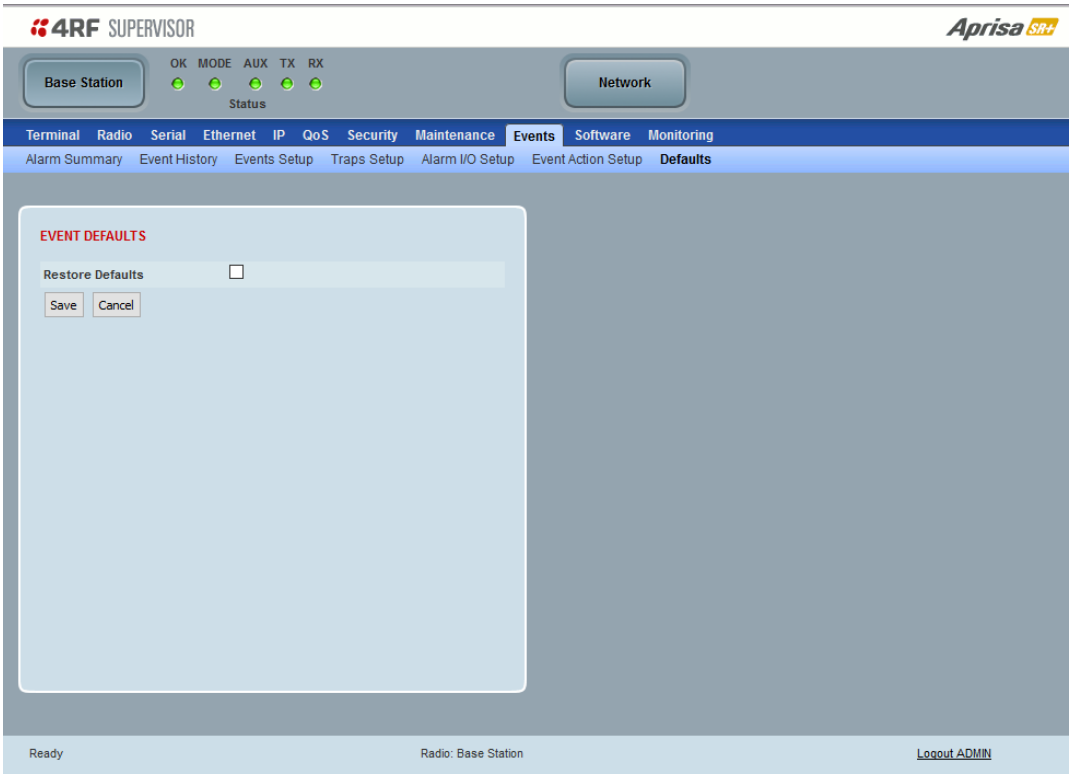 4RF SUPERVISOR
Aprisa SR+
Base Station
OK MODE AUX TX RX
Status
Network
Terminal Radio Serial Ethernet IP QoS Security Maintenance Events Software Monitoring
Alarm Summary Event History Events Setup Traps Setup Alarm I/O Setup Event Action Setup Defaults
EVENT DEFAULTS
Restore Defaults
Save Cancel
Ready Radio: Base Station Logout ADMIN